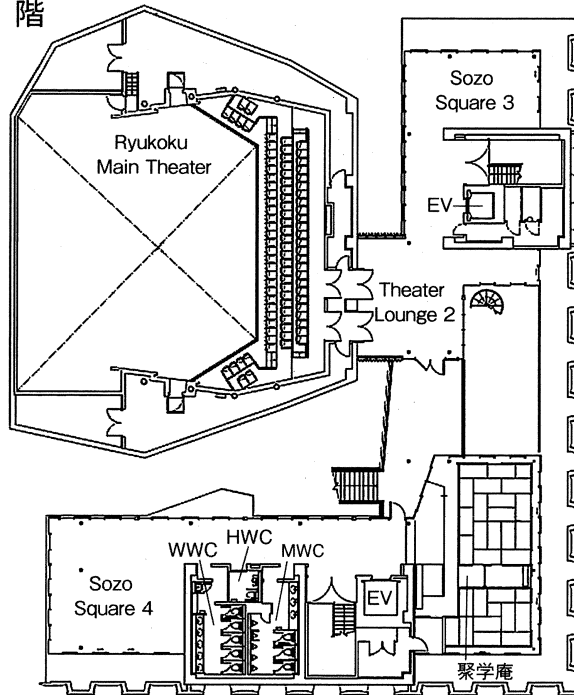 階
Sozo
Square 3
Ryukoku
Main Theater
EV
Theater
Lounge 2
HWC
WWC
MWC
Sozo
Square 4
EV
聚学庵